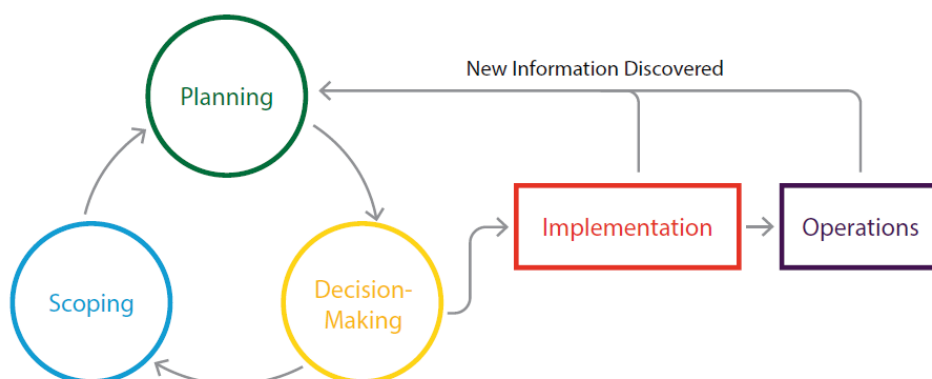 New Information Discovered
Planning
Implementation
Operations
Scoping
Decision-
Making